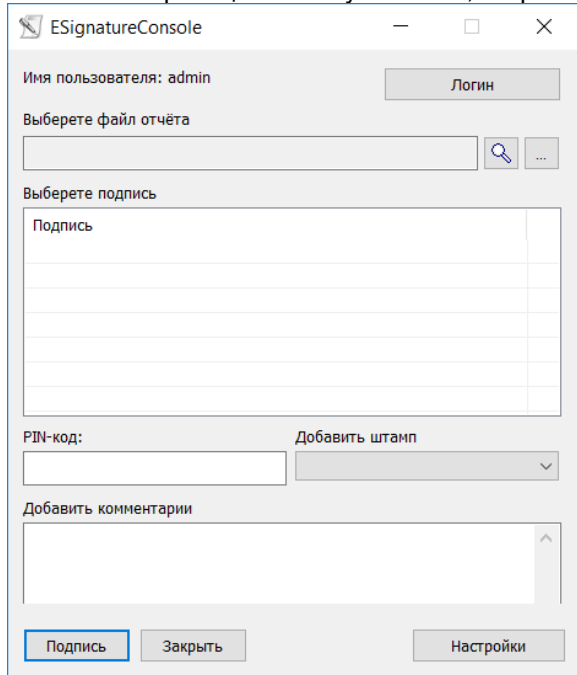 ESignatureConsole
Имя пользователя: admin
Логин
Выберете файл отчёта
...
Выберете подпись
Подпись
PIN-код:
Добавить штамп
Добавить комментарии
Подпись
Закрыть
Настройки